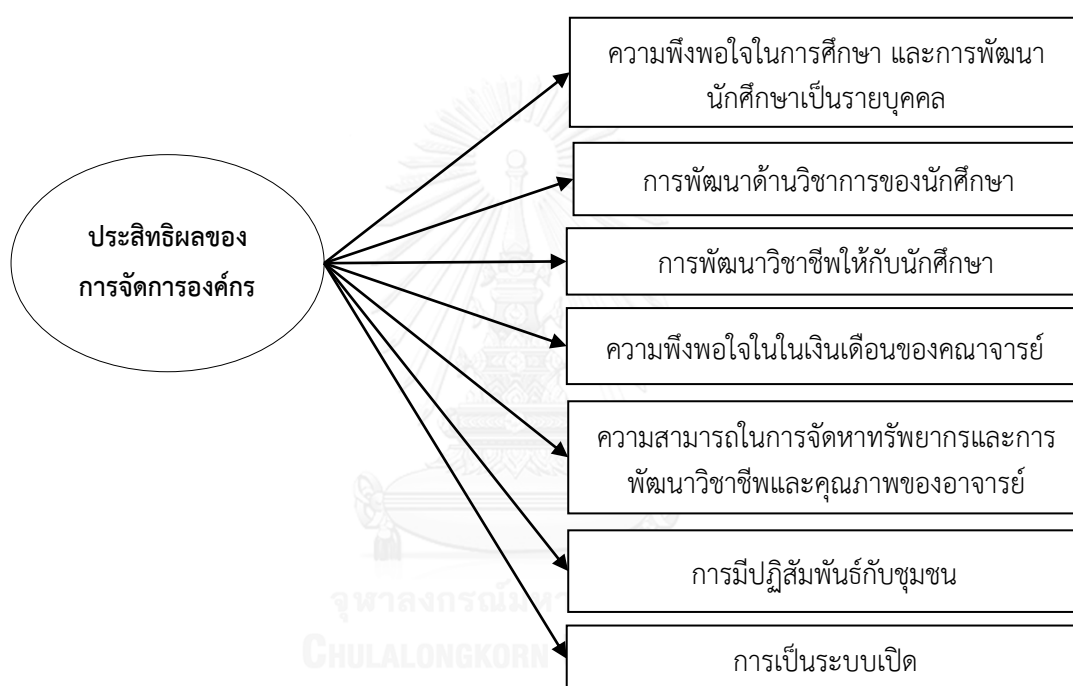 ความพึงพอใจในการศึกษา และการพัฒนา
นักศึกษาเป็นรายบุคคล
การพัฒนาด้านวิชาการของนักศึกษา
ประสิทธิผลของ
การจัดการองค์กร
การพัฒนาวิชาชีพให้กับนักศึกษา
ความพึงพอใจในในเงินเดือนของคณาจารย์
ความสามารถในการจัดหาทรัพยากรและการ
พัฒนาวิชาชีพและคุณภาพของอาจารย์
การมีปฏิสัมพันธ์กับชุมชน
จุฬาลงกรณ์มหา
CHULALONGKORN
การเป็นระบบเปิด